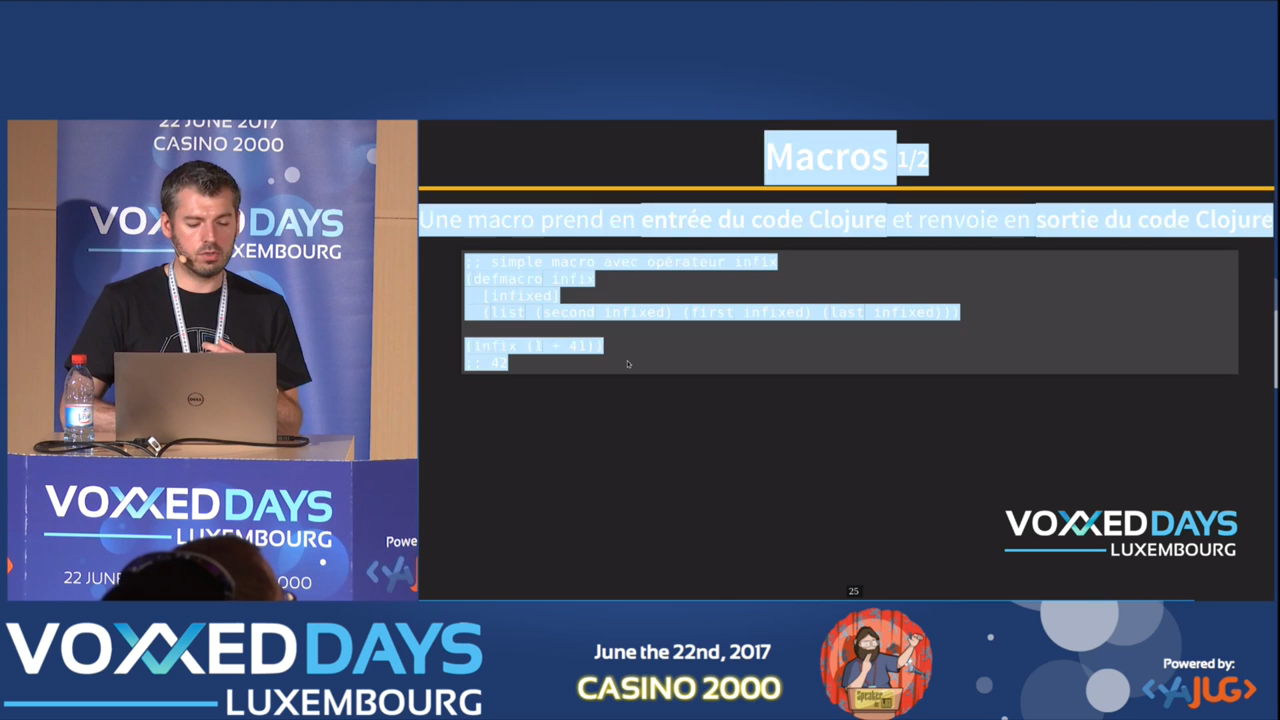 22 JUNE 2017
CASINO 2000
VOXXED DAYS
LUXEMBOURG
DELL
VOXXED DAYS
LUXEMBOURG
22 JUNE
2000
Powe
Macros 1/2
Une macro prend en entrée du code Clojure et renvoie en sortie du code Clojure
;; simple macro avec opérateur infix
(defmacro infix
[infixed]
(list (second infixed) (first infixed) (last infixed)))
(infix (1 + 41))
;; 42
VOXXED DAYS
LUXEMBOURG
25
VOXXED DAYS
LUXEMBOURG
June the 22nd, 2017
CASINO 2000
Speaker
Powered by:
<YAJUG>